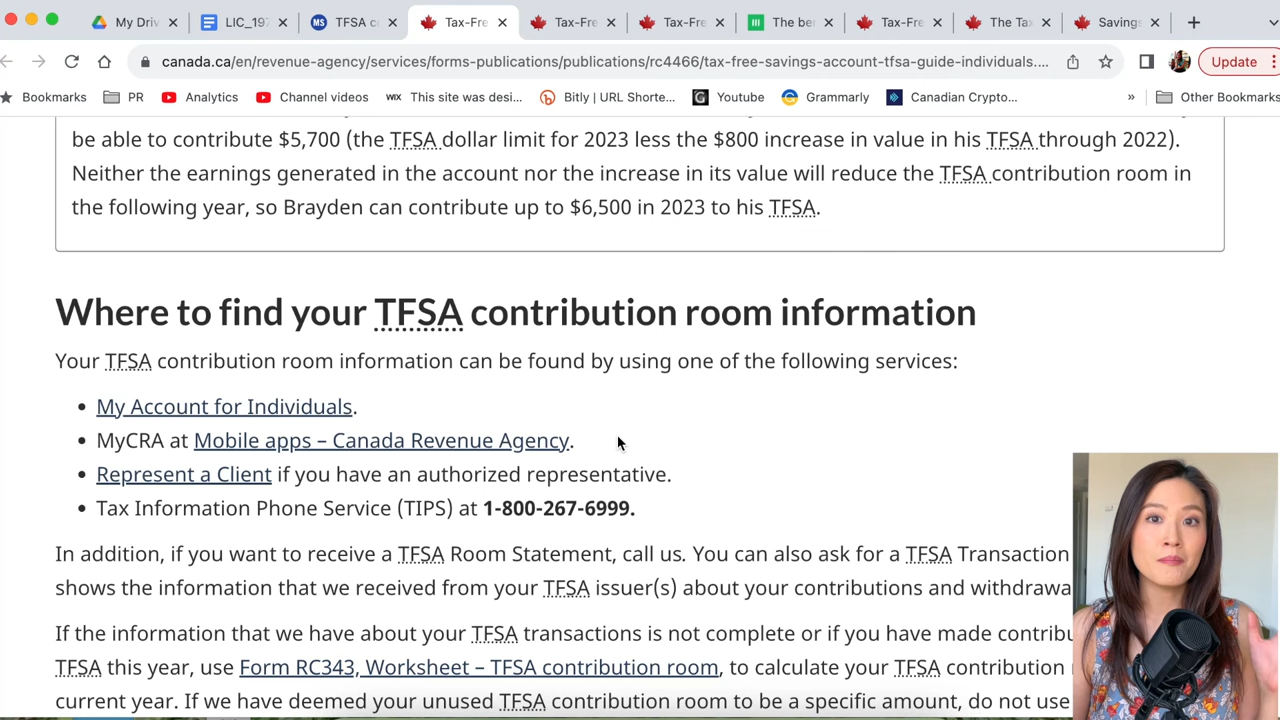 My Driv
LIC_197
MS
TFSA c
Tax-Fre
Tax-Fre
Tax-Fre
The be
Tax-Fre
The Tax
Savings
canada.ca/en/revenue-agency/services/forms-publications/publications/rc4466/tax-free-savings-account-tfsa-guide-individuals....
Update
Bookmarks
PR
Analytics
Channel videos
WIX
This site was desi...
Bitly | URL Shorte...
G
Youtube
Grammarly
Canadian Crypto...
»
Other Bookmarks
be able to contribute $5,700 (the TFSA dollar limit for 2023 less the $800 increase in value in his TFSA through 2022).
Neither the earnings generated in the account nor the increase in its value will reduce the TFSA contribution room in
the following year, so Brayden can contribute up to $6,500 in 2023 to his TFSA.
Where to find your TFSA contribution room information
Your TFSA contribution room information can be found by using one of the following services:
• My Account for Individuals.
• MyCRA at Mobile apps – Canada Revenue Agency.
• Represent a Client if you have an authorized representative.
• Tax Information Phone Service (TIPS) at 1-800-267-6999.
In addition, if you want to receive a TFSA Room Statement, call us. You can also ask for a TFSA Transaction
shows the information that we received from your TFSA issuer(s) about your contributions and withdrawa
If the information that we have about your TFSA transactions is not complete or if you have made contribu
TFSA this year, use Form RC343, Worksheet – TFSA contribution room, to calculate your TFSA contribution
current year. If we have deemed your unused TFSA contribution room to be a specific amount, do not use